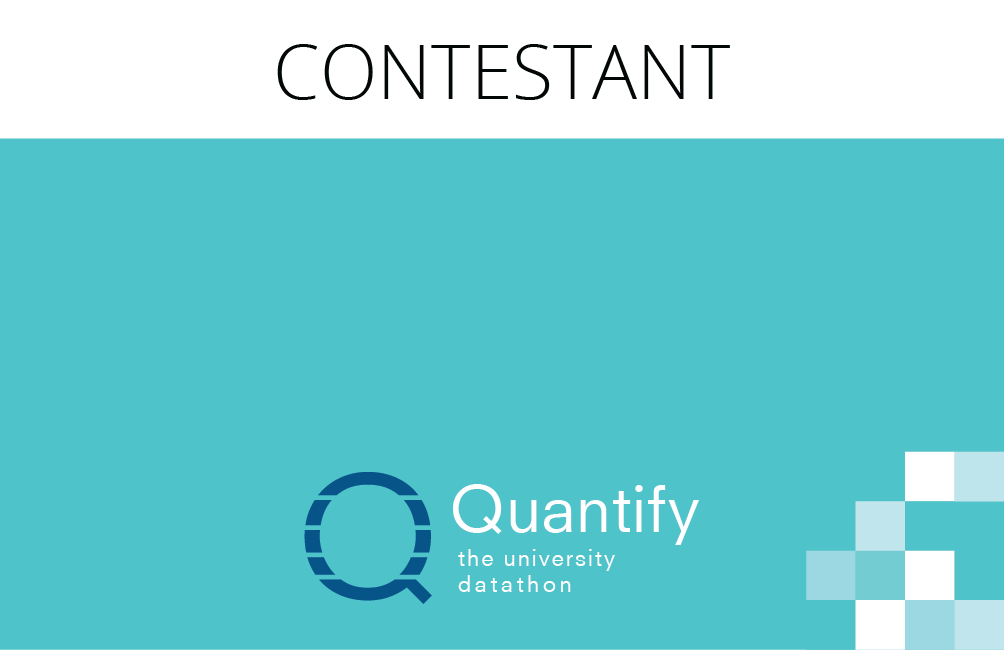 CONTESTANT
Quantify
the university
datathon